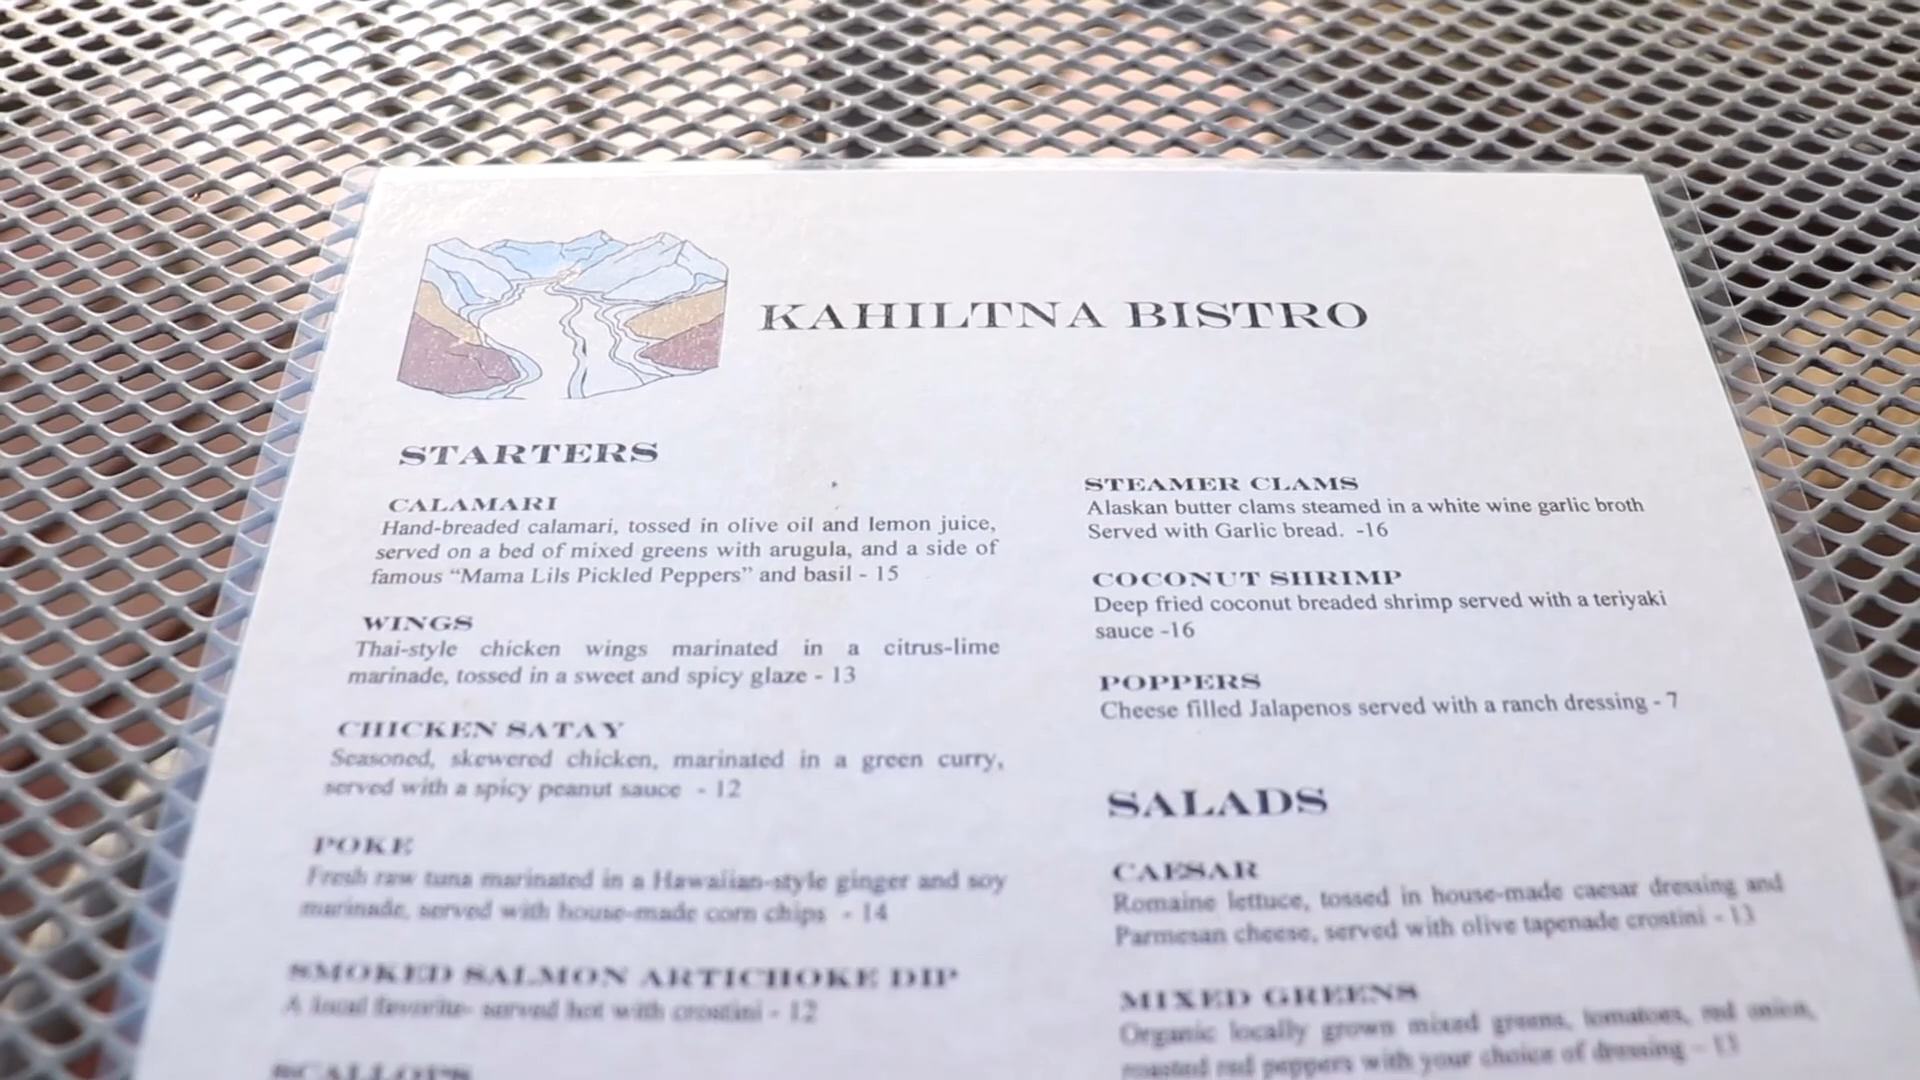 KAHILTNA BISTRO
STARTERS
CALAMARI
Hand-breaded calamari, tossed in olive oil and lemon juice,
served on a bed of mixed greens with arugula, and a side of
famous “Mama Lils Pickled Peppers” and basil - 15
WINGS
Thai-style chicken wings marinated in a citrus-lime
marinade, tossed in a sweet and spicy glaze - 13
CHICKEN SATAY
Seasoned, skewered chicken, marinated in a green curry,
served with a spicy peanut sauce - 12
POKE
Fresh raw tuna marinated in a Hawaiian-style ginger and soy
marinade, served with house-made corn chips - 14
SMOKED SALMON ARTICHOKE DIP
A local favorite- served hot with crostini - 12
SCALLOPS
STEAMER CLAMS
Alaskan butter clams steamed in a white wine garlic broth
Served with Garlic bread. -16
COCONUT SHRIMP
Deep fried coconut breaded shrimp served with a teriyaki
sauce -16
POPPERS
Cheese filled Jalapenos served with a ranch dressing - 7
SALADS
CAESAR
Romaine lettuce, tossed in house-made caesar dressing and
Parmesan cheese, served with olive tapenade crostini - 13
MIXED GREENS
Organic locally grown mixed greens, tomatoes, red onion,
roasted red peppers with your choice of dressing - 13